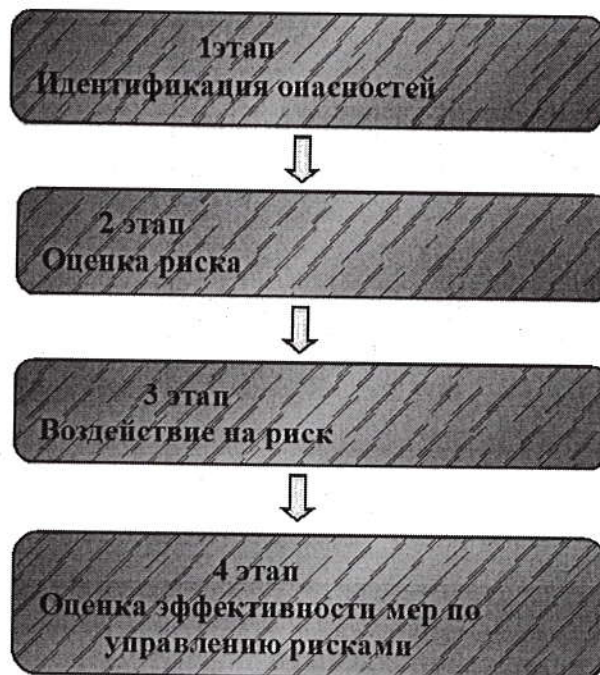 1этап
Идентификация опасностей
2 этап
Оценка риска
3 этап
Воздействие на риск
4 этап
Оценка эффективности мер по
управлению рисками